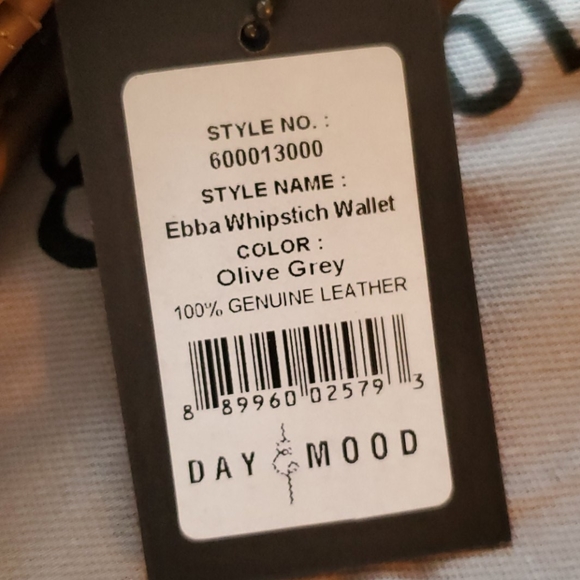 STYLE NO. :
600013000
STYLE NAME :
Ebba Whipstich Wallet
COLOR :
Olive Grey
100% GENUINE LEATHER
8 89960 02579 3
DAY & MOOD